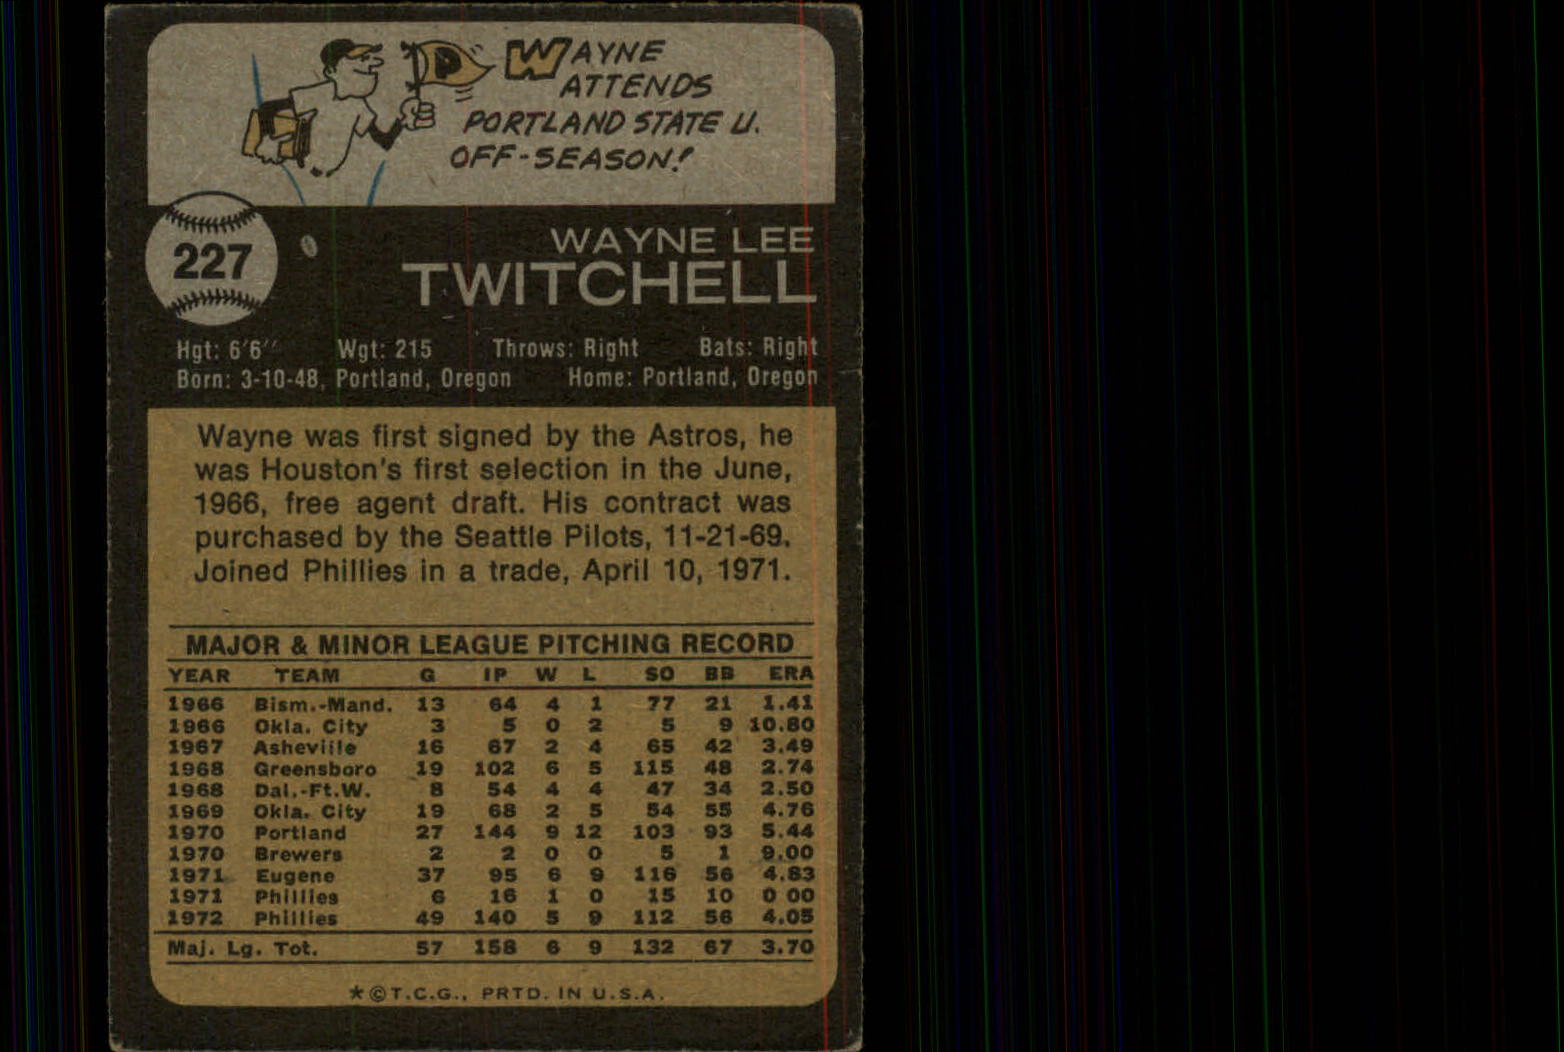 P
WAYNE
ATTENDS
PORTLAND STATE U.
OFF-SEASON!
227
WAYNE LEE
TWITCHELL
Hgt: 6'6" Wgt: 215 Throws: Right Bats: Right
Born: 3-10-48, Portland, Oregon Home: Portland, Oregon
Wayne was first signed by the Astros, he
was Houston's first selection in the June,
1966, free agent draft. His contract was
purchased by the Seattle Pilots, 11-21-69.
Joined Phillies in a trade, April 10, 1971.
MAJOR & MINOR LEAGUE PITCHING RECORD
YEAR TEAM G IP W L SO BB ERA
1966 Bism.-Mand. 13 64 4 1 77 21 1.41
1966 Okla. City 3 5 0 2 5 9 10.80
1967 Asheville 16 67 2 4 65 42 3.49
1968 Greensboro 19 102 6 5 115 48 2.74
1968 Dal.-Ft.W. 8 54 4 4 47 34 2.50
1969 Okla. City 19 68 2 5 54 55 4.76
1970 Portland 27 144 9 12 103 93 5.44
1970 Brewers 2 2 0 0 5 1 9.00
1971 Eugene 37 95 6 9 116 56 4.83
1971 Phillies 6 16 1 0 15 10 0 00
1972 Phillies 49 140 5 9 112 56 4.05
Maj. Lg. Tot. 57 158 6 9 132 67 3.70
★©T.C.G., PRTD. IN U.S.A.